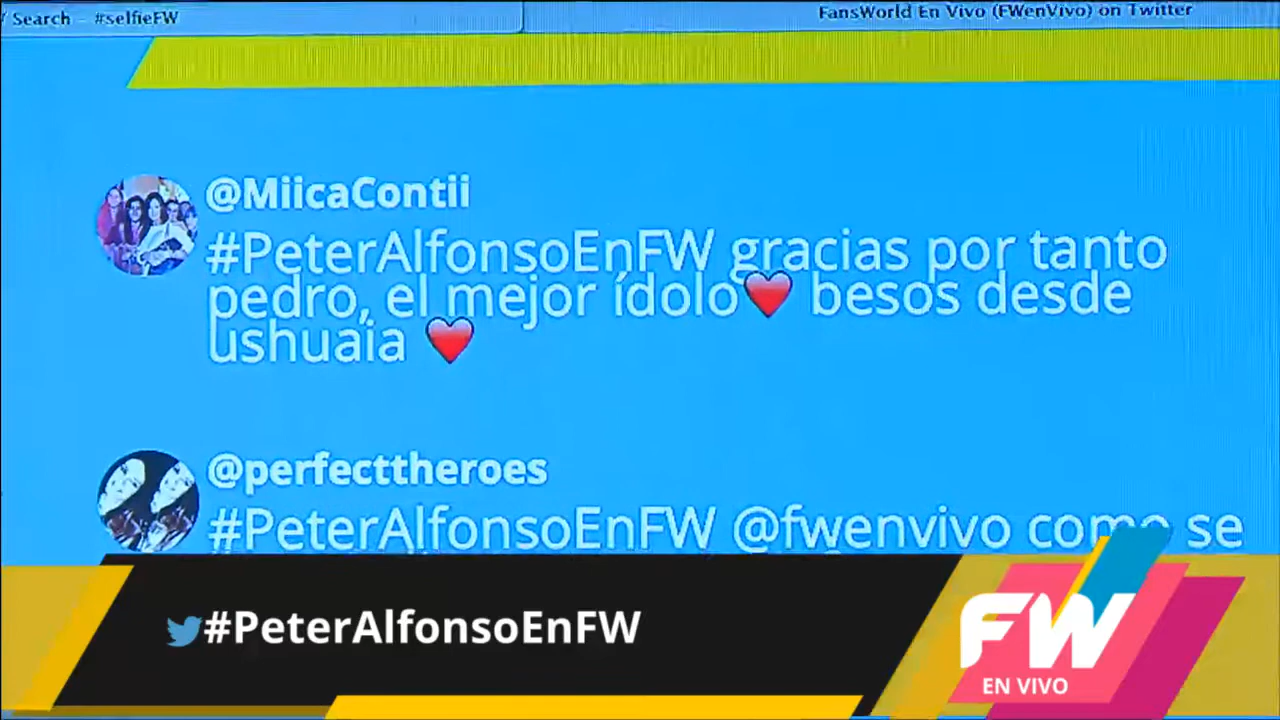 Search - #selfieFW
FansWorld En Vivo (FWenVivo) on Twitter
@MiicaContii
#PeterAlfonsoEnFW gracias por tanto
pedro, el mejor ídolo❤️ besos desde
ushuaia ❤️
@perfecttheroes
#PeterAlfonsoEnFW @fwenvivo como se
#PeterAlfonsoEnFW
FW
EN VIVO